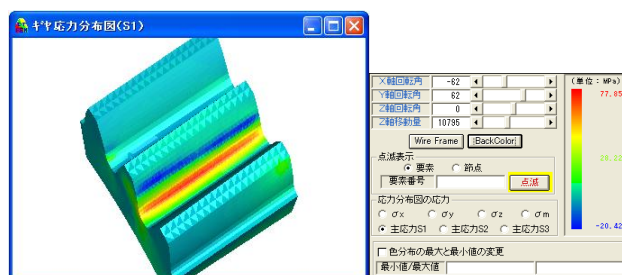 ギヤ応力分布図(S1)
X軸回転角 -62
Y軸回転角 62
Z軸回転角 0
Z軸移動量 10795
Wire Frame BackColor
点滅表示
要素 節点
要素番号 点滅
応力分布図の応力
σx σy σz σm
主応力S1 主応力S2 主応力S3
色分布の最大と最小値の変更
最小値/最大値
(単位:MPa)
77.85
28.22
-20.42